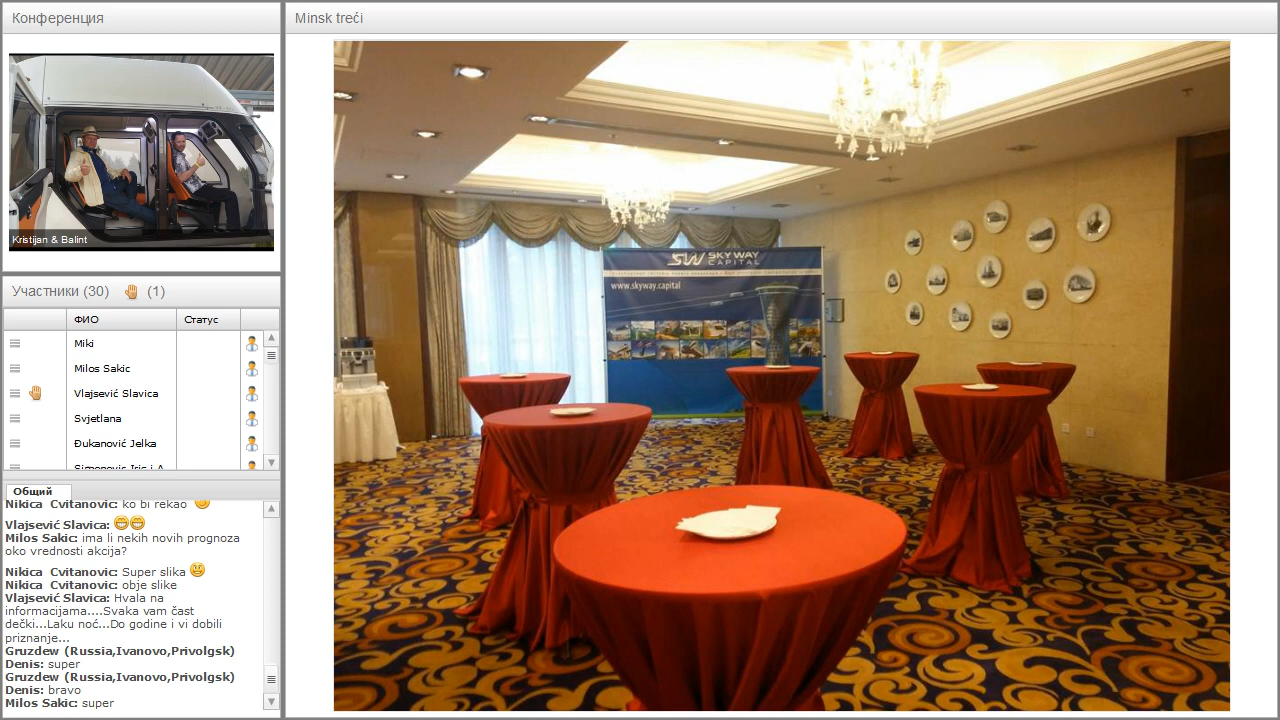 Конференция
Kristijan & Balint
Участники (30) (1)
ФИО Статус
Miki
Milos Sakic
Vlajsević Slavica
Svjetlana
Đukanović Jelka
Общий
Nikica Cvitanovic: ko bi rekao
Vlajsević Slavica:
Milos Sakic: ima li nekih novih prognoza
oko vrednosti akcija?
Nikica Cvitanovic: Super slika
Nikica Cvitanovic: obje slike
Vlajsević Slavica: Hvala na
informacijama....Svaka vam čast
dečki...Laku noć...Do godine i vi dobili
priznanje...
Gruzdew (Russia,Ivanovo,Privolgsk)
Denis: super
Gruzdew (Russia,Ivanovo,Privolgsk)
Denis: bravo
Milos Sakic: super
Minsk treći
SW SKY WAY
CAPITAL
www.skyway.capital